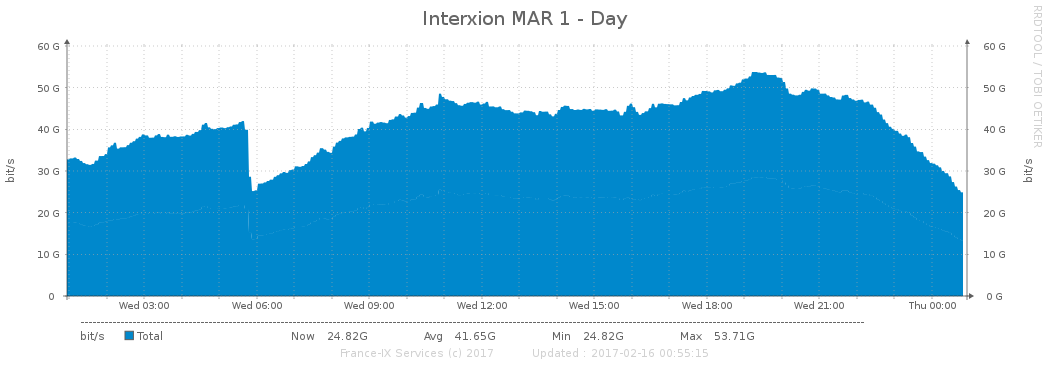 Interxion MAR 1 - Day
RRDTOOL / TOBI OETIKER
60 G 60 G
50 G 50 G
40 G 40 G
30 G 30 G
20 G 20 G
10 G 10 G
0 0 G
bit/s bit/s
Wed 03:00 Wed 06:00 Wed 09:00 Wed 12:00 Wed 15:00 Wed 18:00 Wed 21:00 Thu 00:00
bit/s Total Now 24.82G Avg 41.65G Min 24.82G Max 53.71G
France-IX Services (c) 2017 Updated : 2017-02-16 00:55:15